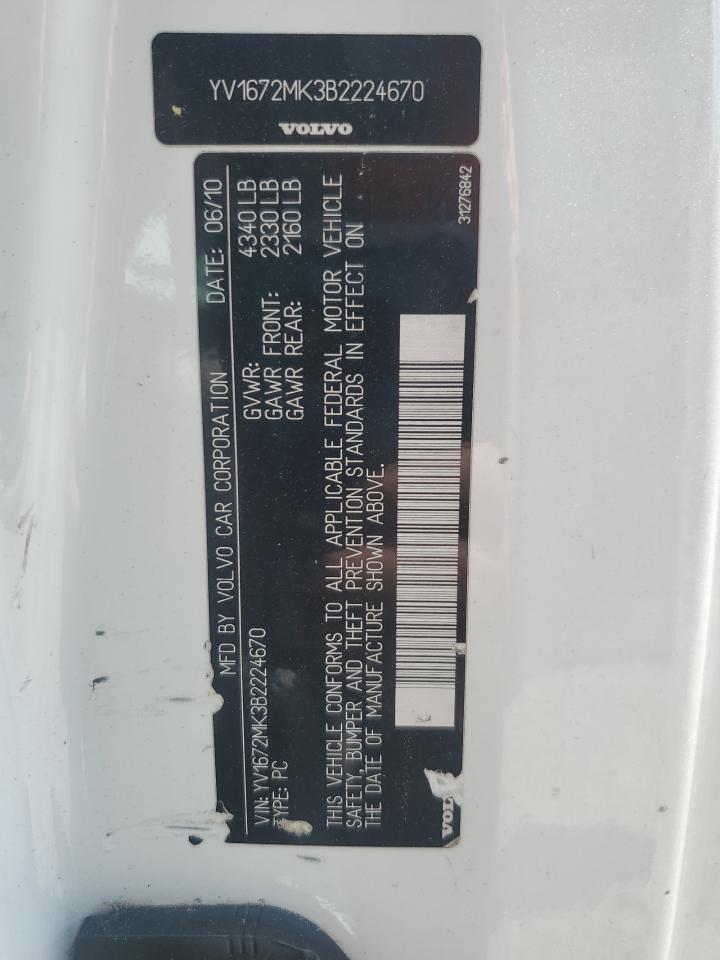 YV1672MK3B2224670
VOLVO
MFD BY VOLVO CAR CORPORATION DATE: 06/10
GVWR: 4340 LB
GAWR FRONT: 2330 LB
GAWR REAR: 2160 LB
VIN: YV1672MK3B2224670
TYPE: PC
THIS VEHICLE CONFORMS TO ALL APPLICABLE FEDERAL MOTOR VEHICLE
SAFETY, BUMPER AND THEFT PREVENTION STANDARDS IN EFFECT ON
THE DATE OF MANUFACTURE SHOWN ABOVE.
31276842
VOL